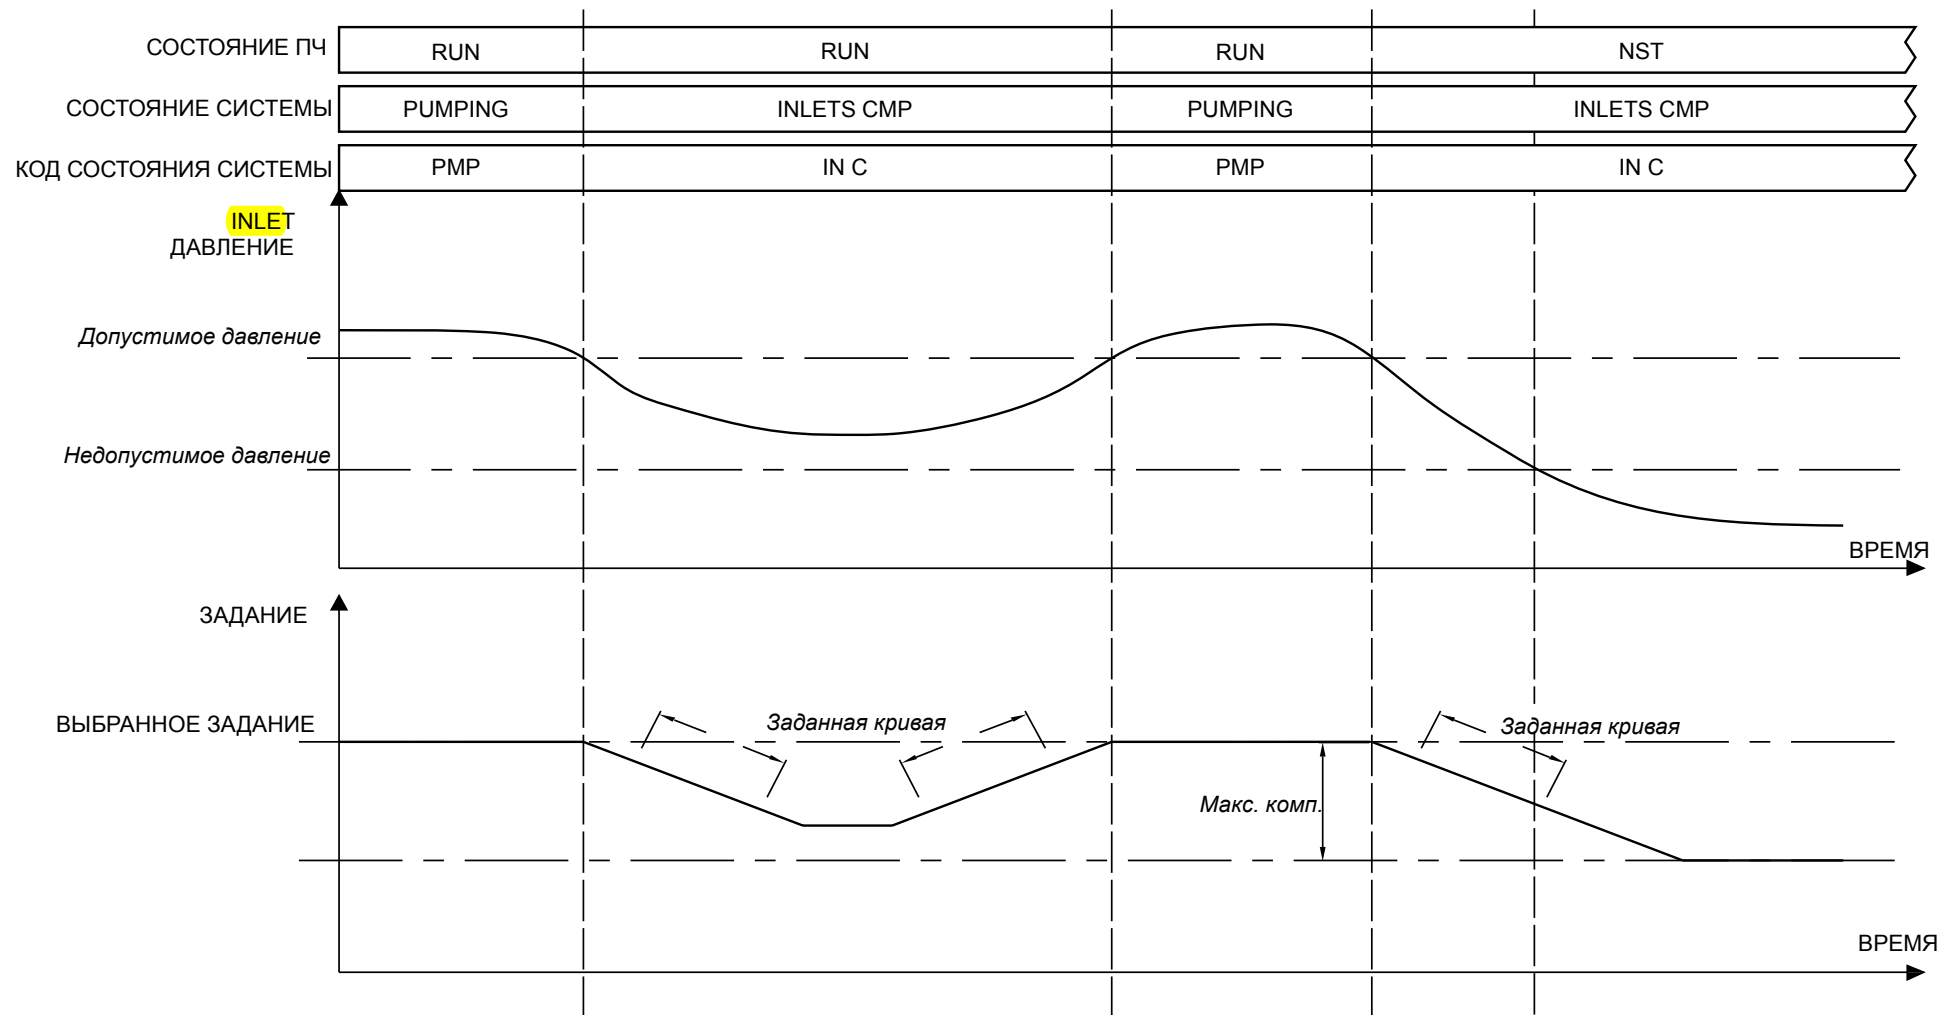 СОСТОЯНИЕ ПЧ
RUN
RUN
RUN
NST
СОСТОЯНИЕ СИСТЕМЫ
PUMPING
INLETS CMP
PUMPING
INLETS CMP
КОД СОСТОЯНИЯ СИСТЕМЫ
PMP
IN C
PMP
IN C
INLET
ДАВЛЕНИЕ
Допустимое давление
Недопустимое давление
ВРЕМЯ
ЗАДАНИЕ
ВЫБРАННОЕ ЗАДАНИЕ
Заданная кривая
Заданная кривая
Макс. комп.
ВРЕМЯ